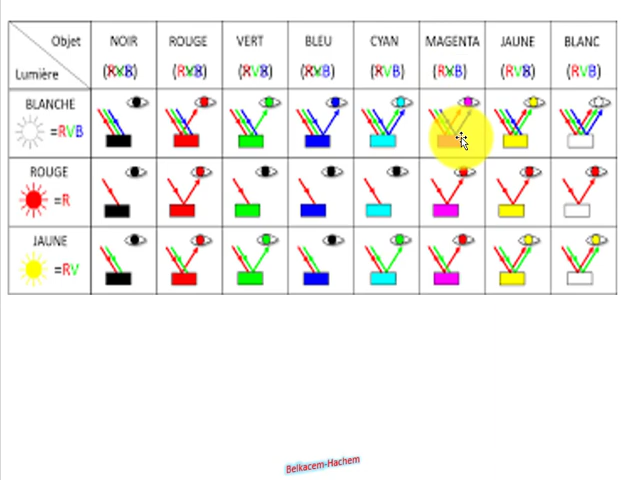 Objet
Lumière
NOIR
(RVB)
ROUGE
(RVB)
VERT
(RVB)
BLEU
(RVB)
CYAN
(RVB)
MAGENTA
(RVB)
JAUNE
(RVB)
BLANC
(RVB)
BLANCHE
=RVB
ROUGE
=R
JAUNE
=RV
Belkacem-Hachem